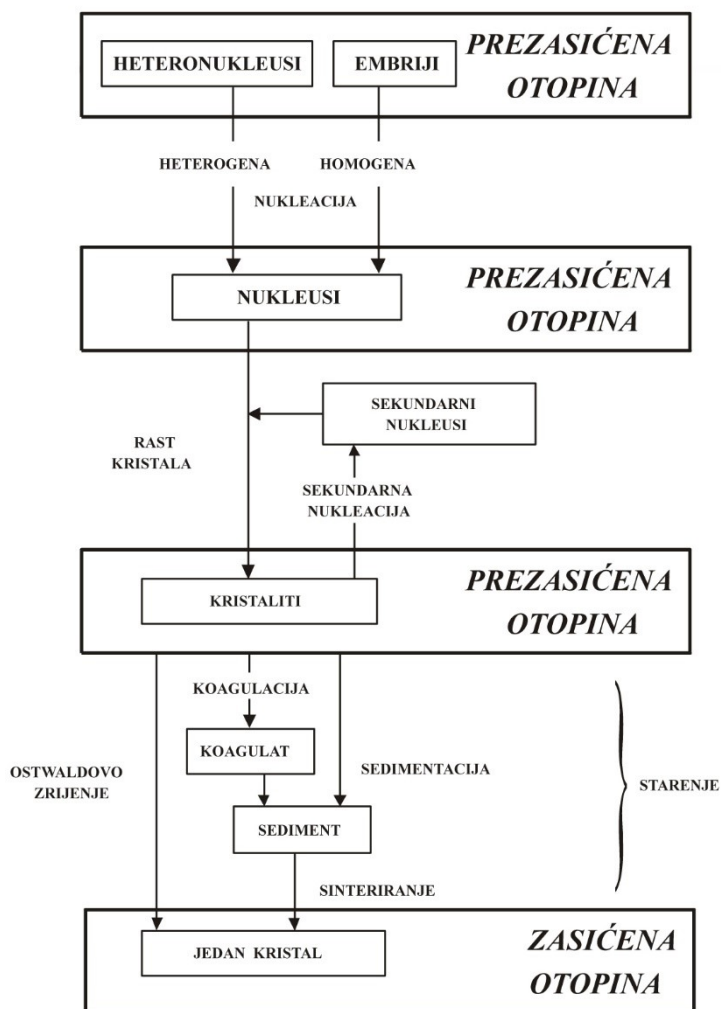 HETERONUKLEUSI
EMBRIJI
PREZASIĆENA
OTOPINA
HETEROGENA
HOMOGENA
NUKLEACIJA
NUKLEUSI
PREZASIĆENA
OTOPINA
SEKUNDARNI
NUKLEUSI
RAST
KRISTALA
SEKUNDARNA
NUKLEACIJA
KRISTALITI
PREZASIĆENA
OTOPINA
KOAGULACIJA
KOAGULAT
OSTWALDOVO
ZRIJENJE
SEDIMENTACIJA
STARENJE
SEDIMENT
SINTERIRANJE
JEDAN KRISTAL
ZASIĆENA
OTOPINA